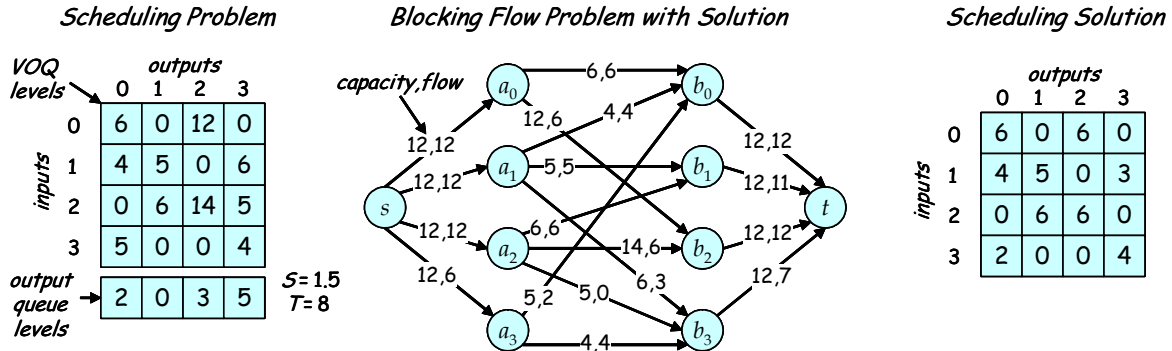 Scheduling Problem
VOQ
levels
outputs
0 1 2 3
inputs
0 6 0 12 0
1 4 5 0 6
2 0 6 14 5
3 5 0 0 4
output
queue
levels
2 0 3 5
S = 1.5
T = 8
Blocking Flow Problem with Solution
capacity,flow
s
a0
a1
a2
a3
b0
b1
b2
b3
t
12,12
12,12
12,12
12,6
6,6
12,6
4,4
5,5
6,3
6,6
14,6
5,0
5,2
4,4
12,12
12,11
12,12
12,7
Scheduling Solution
outputs
0 1 2 3
inputs
0 6 0 6 0
1 4 5 0 3
2 0 6 6 0
3 2 0 0 4